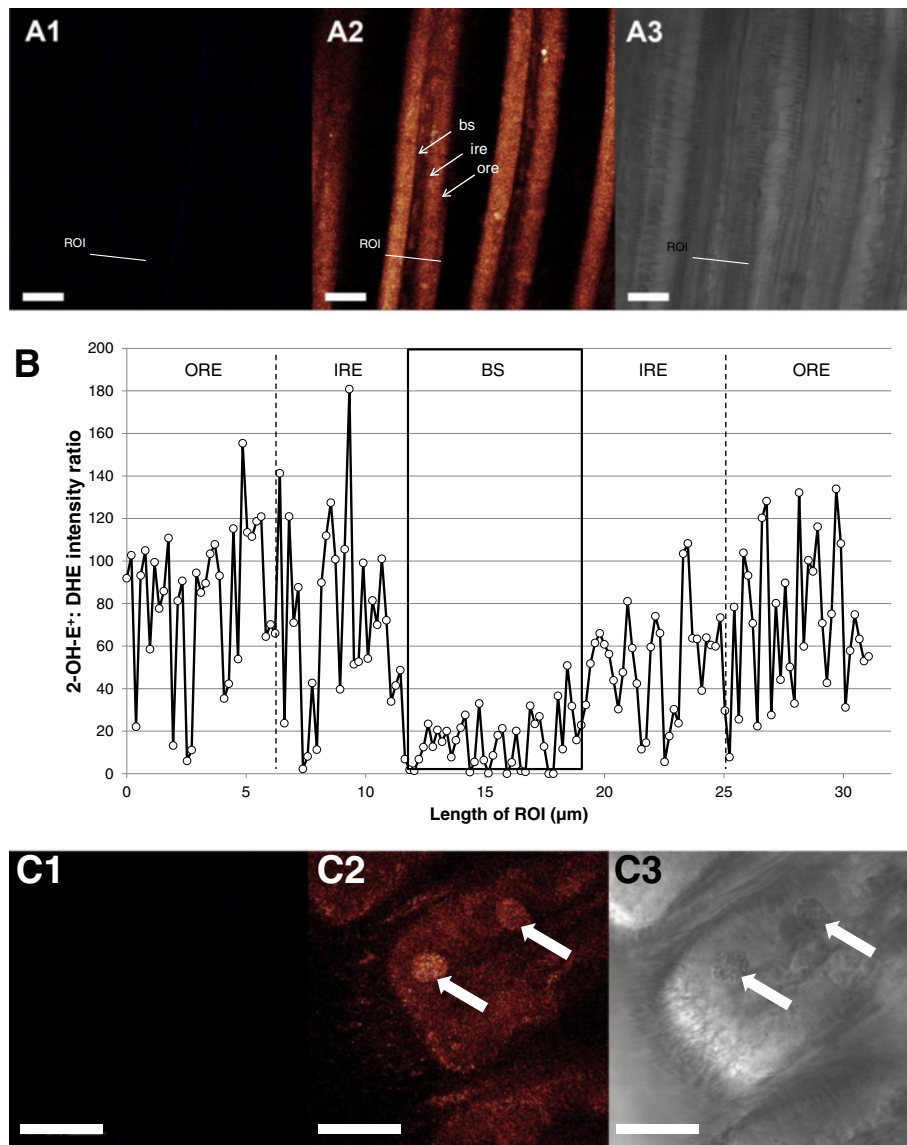 A1
A2
A3
bs
ire
ore
ROI
ROI
ROI
B
2-OH-E⁺: DHE intensity ratio
ORE
IRE
BS
IRE
ORE
200
180
160
140
120
100
80
60
40
20
0
0
5
10
15
20
25
30
Length of ROI (µm)
C1
C2
C3